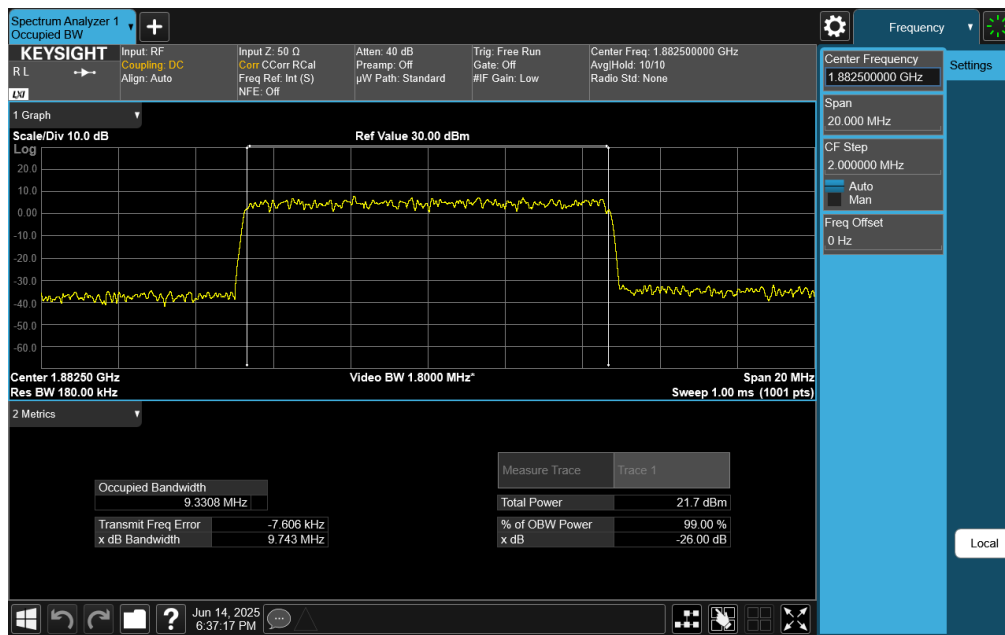 Spectrum Analyzer 1
Occupied BW
Frequency
KEYSIGHT
R L
LXI
Input: RF
Coupling: DC
Align: Auto
Input Z: 50 Ω
Corr CCorr RCal
Freq Ref: Int (S)
NFE: Off
Atten: 40 dB
Preamp: Off
µW Path: Standard
Trig: Free Run
Gate: Off
#IF Gain: Low
Center Freq: 1.882500000 GHz
Avg|Hold: 10/10
Radio Std: None
Center Frequency
1.882500000 GHz
Settings
Span
20.000 MHz
CF Step
2.000000 MHz
Auto
Man
Freq Offset
0 Hz
1 Graph
Scale/Div 10.0 dB
Ref Value 30.00 dBm
Log
20.0
10.0
0.00
-10.0
-20.0
-30.0
-40.0
-50.0
-60.0
Center 1.88250 GHz
Video BW 1.8000 MHz*
Span 20 MHz
Res BW 180.00 kHz
Sweep 1.00 ms (1001 pts)
2 Metrics
Measure Trace
Trace 1
Occupied Bandwidth
9.3308 MHz
Total Power
21.7 dBm
Transmit Freq Error
-7.606 kHz
% of OBW Power
99.00 %
x dB Bandwidth
9.743 MHz
x dB
-26.00 dB
Local
?
Jun 14, 2025
6:37:17 PM